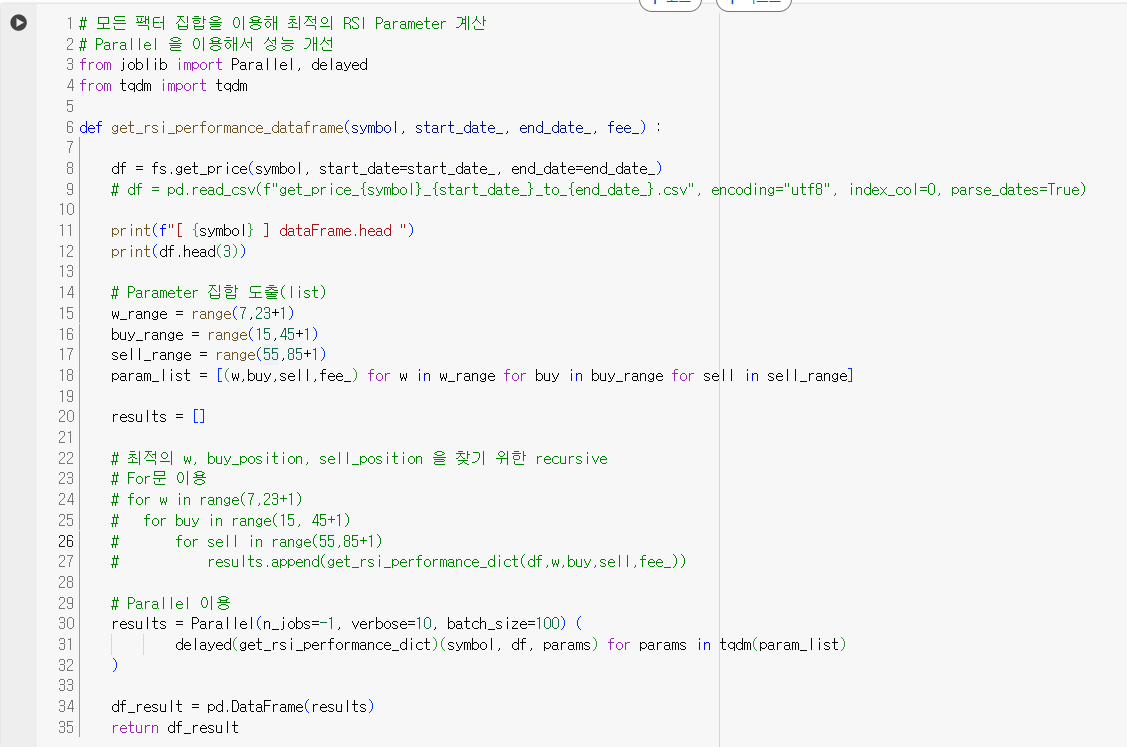 1 # 모든 팩터 집합을 이용해 최적의 RSI Parameter 계산
2 # Parallel 을 이용해서 성능 개선
3 from joblib import Parallel, delayed
4 from tqdm import tqdm
5
6 def get_rsi_performance_dataframe(symbol, start_date_, end_date_, fee_) :
7
8     df = fs.get_price(symbol, start_date=start_date_, end_date=end_date_)
9     # df = pd.read_csv(f"get_price_{symbol}_{start_date_}_to_{end_date_}.csv", encoding="utf8", index_col=0, parse_dates=True)
10
11     print(f"[ {symbol} ] dataFrame.head ")
12     print(df.head(3))
13
14     # Parameter 집합 도출(list)
15     w_range = range(7,23+1)
16     buy_range = range(15,45+1)
17     sell_range = range(55,85+1)
18     param_list = [(w,buy,sell,fee_) for w in w_range for buy in buy_range for sell in sell_range]
19
20     results = []
21
22     # 최적의 w, buy_position, sell_position 을 찾기 위한 recursive
23     # For문 이용
24     # for w in range(7,23+1)
25     #   for buy in range(15, 45+1)
26     #       for sell in range(55,85+1)
27     #           results.append(get_rsi_performance_dict(df,w,buy,sell,fee_))
28
29     # Parallel 이용
30     results = Parallel(n_jobs=-1, verbose=10, batch_size=100) (
31             delayed(get_rsi_performance_dict)(symbol, df, params) for params in tqdm(param_list)
32     )
33
34     df_result = pd.DataFrame(results)
35     return df_result